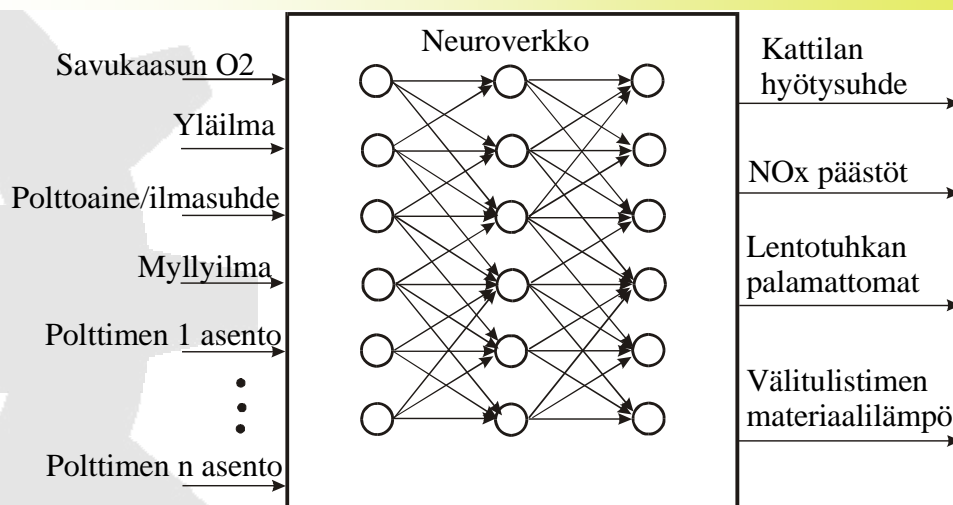 Neuroverkko
Savukaasun O2
Yläilma
Polttoaine/ilmasuhde
Myllyilma
Polttimen 1 asento
Polttimen n asento
Kattilan
hyötysuhde
NOx päästöt
Lentotuhkan
palamattomat
Välitulistimen
materiaalilämpö